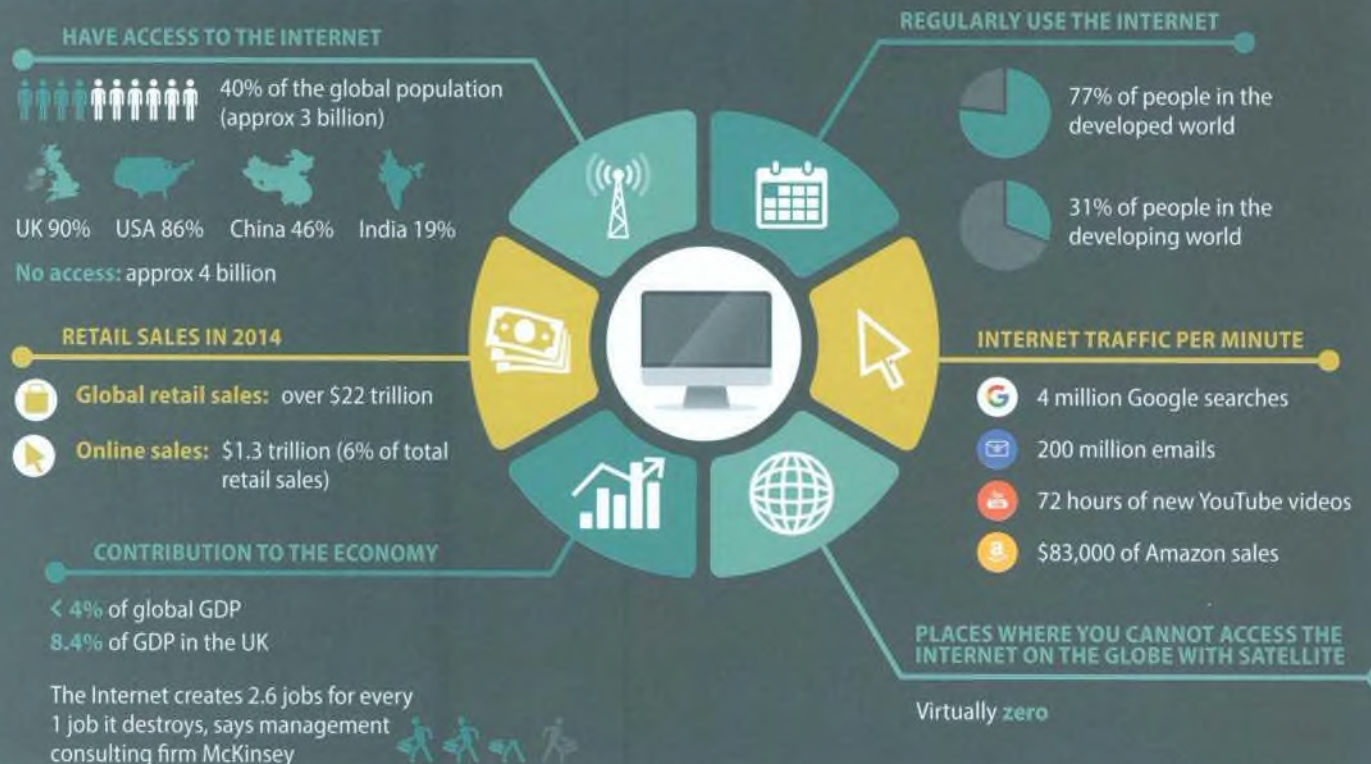 HAVE ACCESS TO THE INTERNET
40% of the global population
(approx 3 billion)
UK 90% USA 86% China 46% India 19%
No access: approx 4 billion
RETAIL SALES IN 2014
Global retail sales: over $22 trillion
Online sales: $1.3 trillion (6% of total
retail sales)
CONTRIBUTION TO THE ECONOMY
< 4% of global GDP
8.4% of GDP in the UK
The Internet creates 2.6 jobs for every
1 job it destroys, says management
consulting firm McKinsey
REGULARLY USE THE INTERNET
77% of people in the
developed world
31% of people in the
developing world
INTERNET TRAFFIC PER MINUTE
G 4 million Google searches
200 million emails
72 hours of new YouTube videos
a $83,000 of Amazon sales
PLACES WHERE YOU CANNOT ACCESS THE
INTERNET ON THE GLOBE WITH SATELLITE
Virtually zero